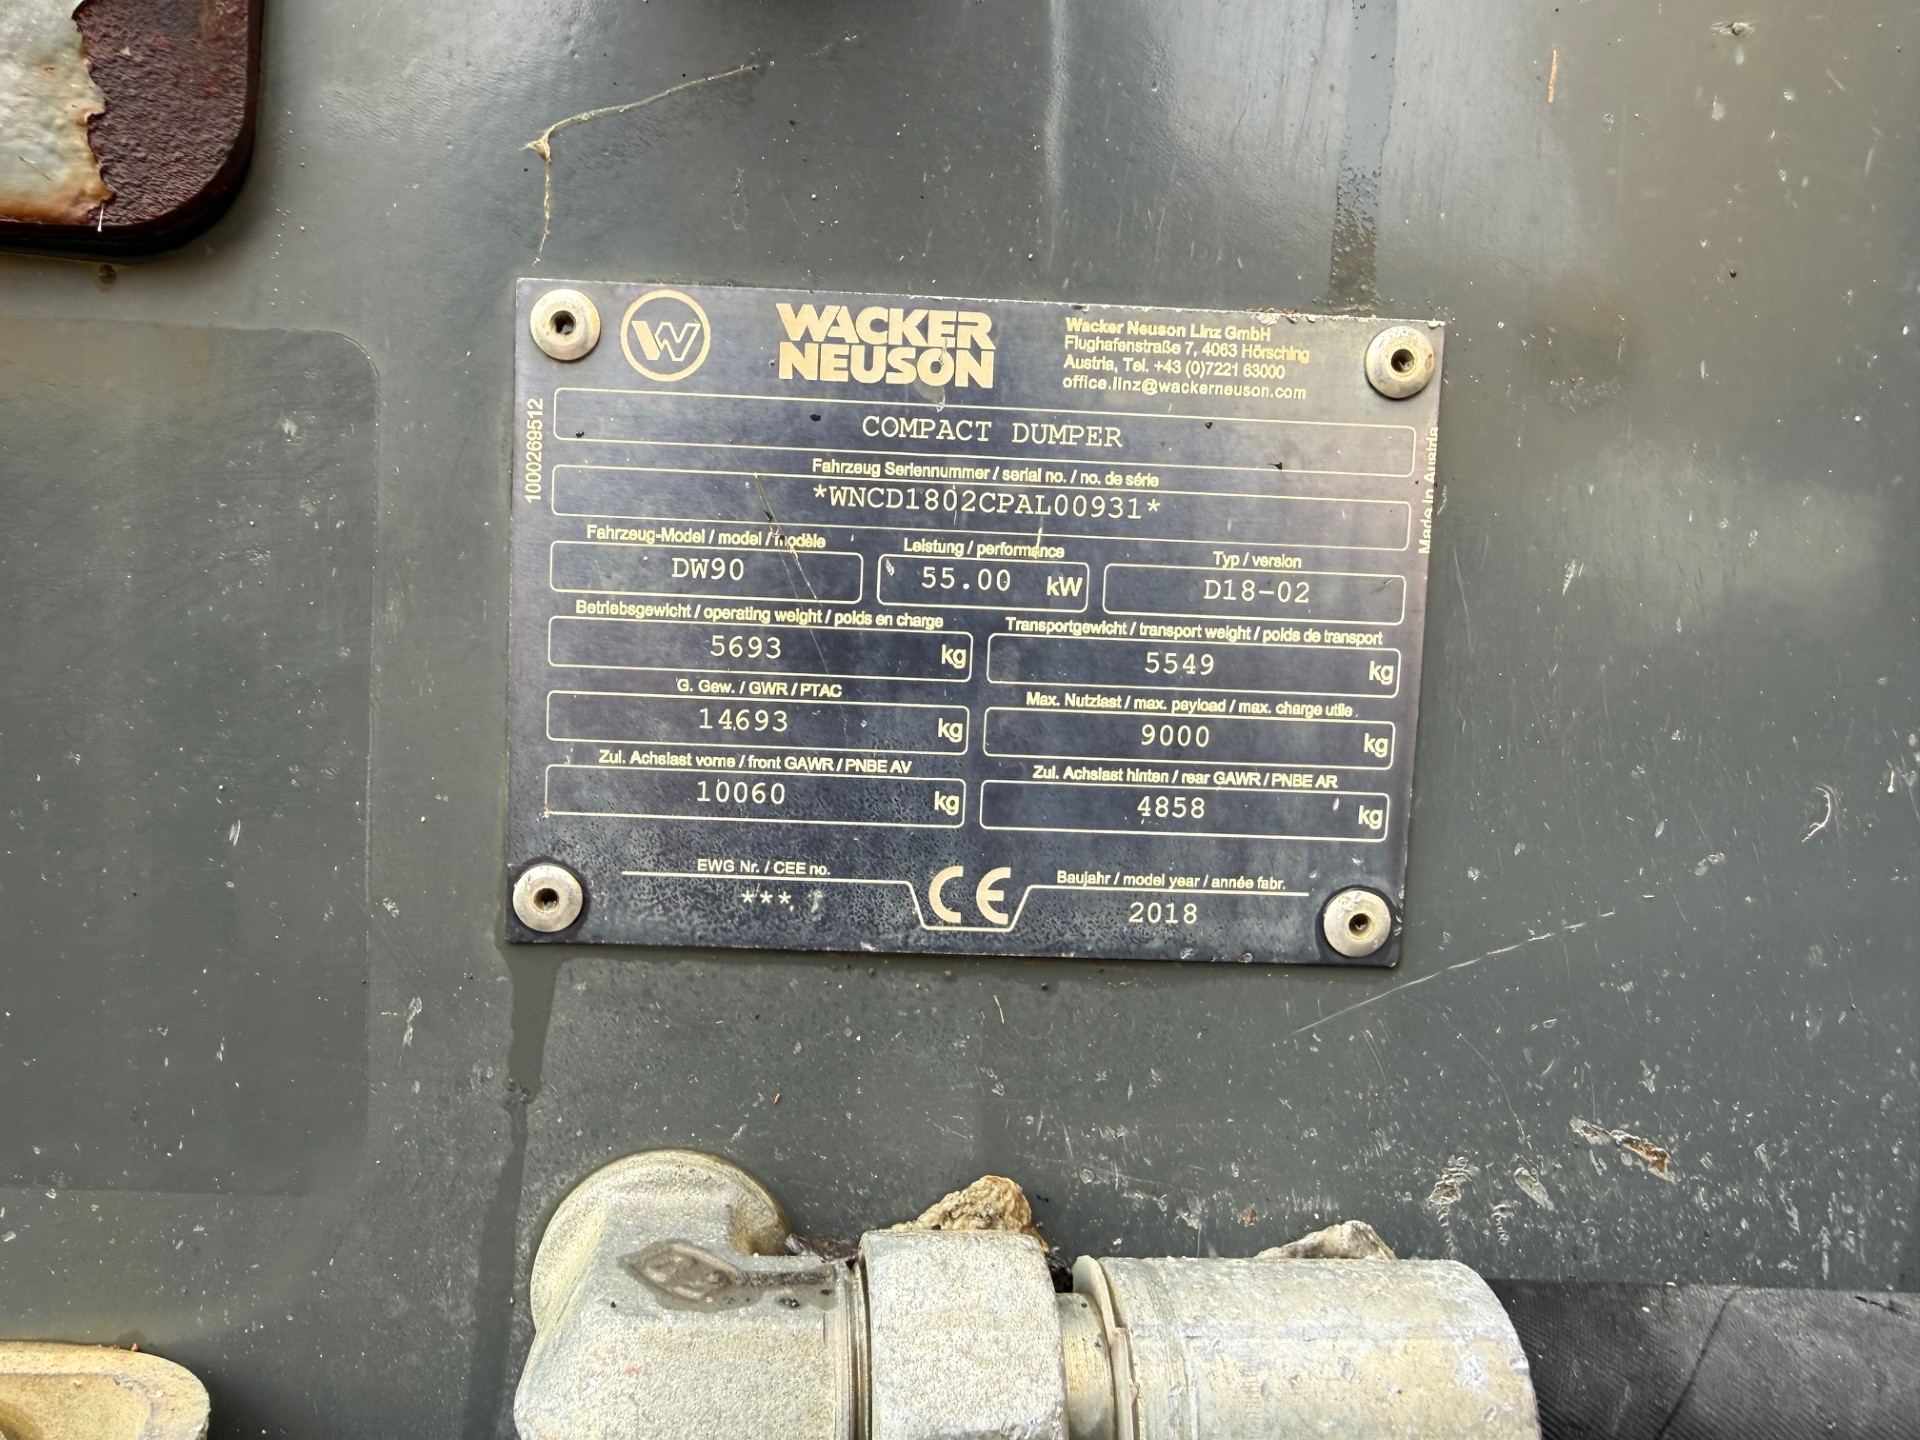 WACKER
NEUSON
Wacker Neuson Linz GmbH
Flughafenstraße 7, 4063 Hörsching
Austria, Tel. +43 (0)7221 63000
office.linz@wackerneuson.com
1000269512
COMPACT DUMPER
Made in Austria
Fahrzeug Seriennummer / serial no. / no. de série
*WNCD1802CPAL00931*
Fahrzeug-Model / model / modèle
DW90
Leistung / performance
55.00 kW
Typ / version
D18-02
Betriebsgewicht / operating weight / poids en charge
5693 kg
Transportgewicht / transport weight / poids de transport
5549 kg
G. Gew. / GWR / PTAC
14693 kg
Max. Nutzlast / max. payload / max. charge utile
9000 kg
Zul. Achslast vorne / front GAWR / PNBE AV
10060 kg
Zul. Achslast hinten / rear GAWR / PNBE AR
4858 kg
EWG Nr. / CEE no.
***
CE
Baujahr / model year / année fabr.
2018